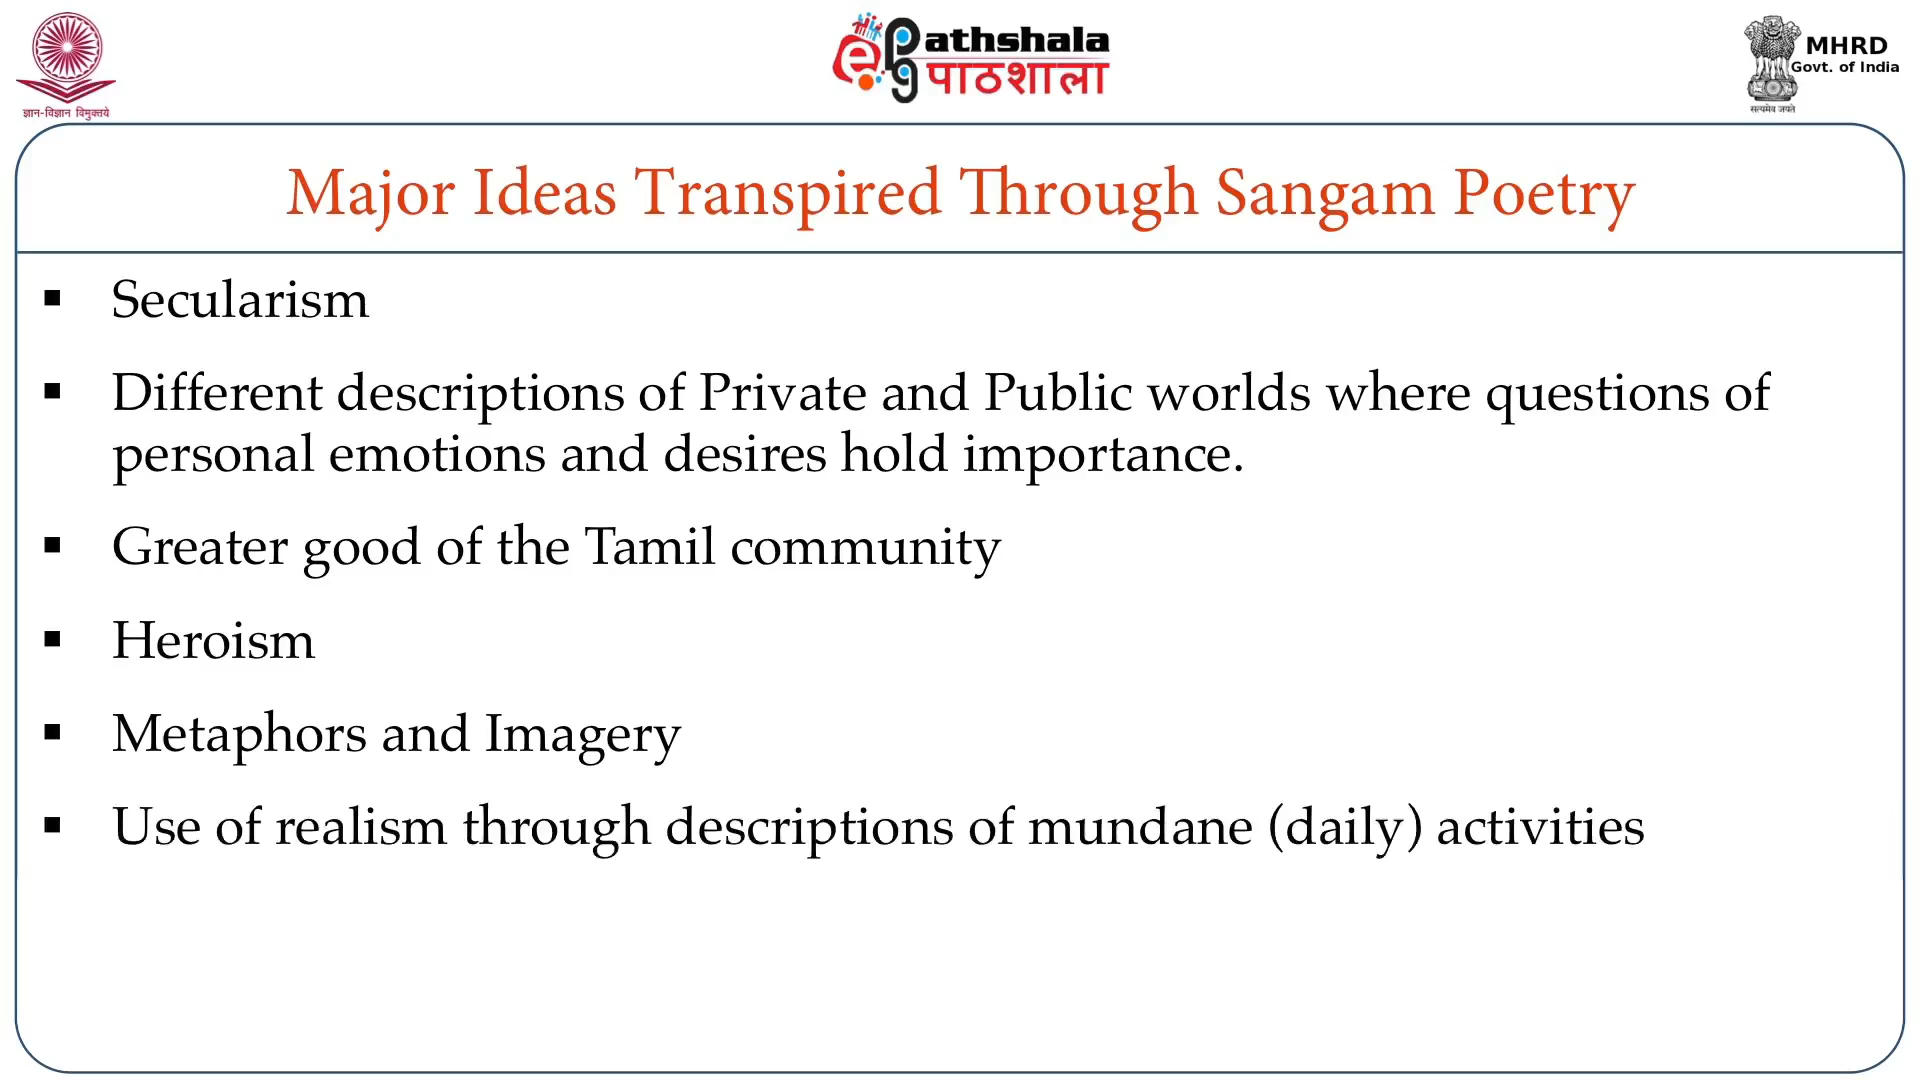 ज्ञान-विज्ञान विमुक्तये
e
pg
Pathshala
पाठशाला
MHRD
Govt. of India
सत्यमेव जयते
Major Ideas Transpired Through Sangam Poetry
▪ Secularism
▪ Different descriptions of Private and Public worlds where questions of
personal emotions and desires hold importance.
▪ Greater good of the Tamil community
▪ Heroism
▪ Metaphors and Imagery
▪ Use of realism through descriptions of mundane (daily) activities